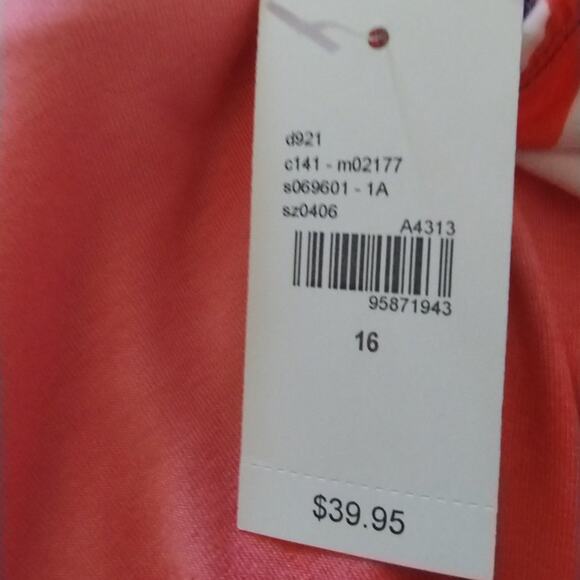 d921
c141 - m02177
s069601 - 1A
sz0406
A4313
95871943
16
$39.95